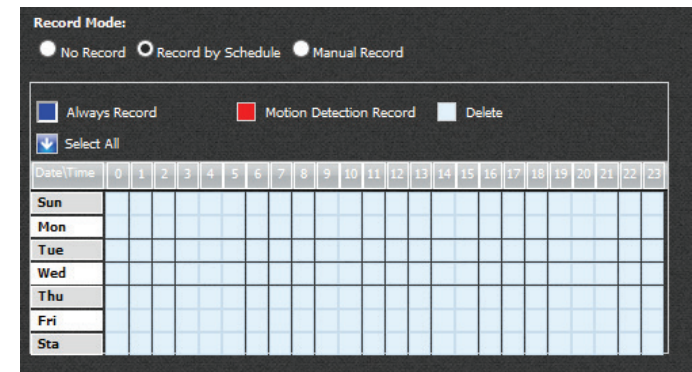 Record Mode:
No Record Record by Schedule Manual Record
Always Record Motion Detection Record Delete
Select All
Date\Time 0 1 2 3 4 5 6 7 8 9 10 11 12 13 14 15 16 17 18 19 20 21 22 23
Sun
Mon
Tue
Wed
Thu
Fri
Sta